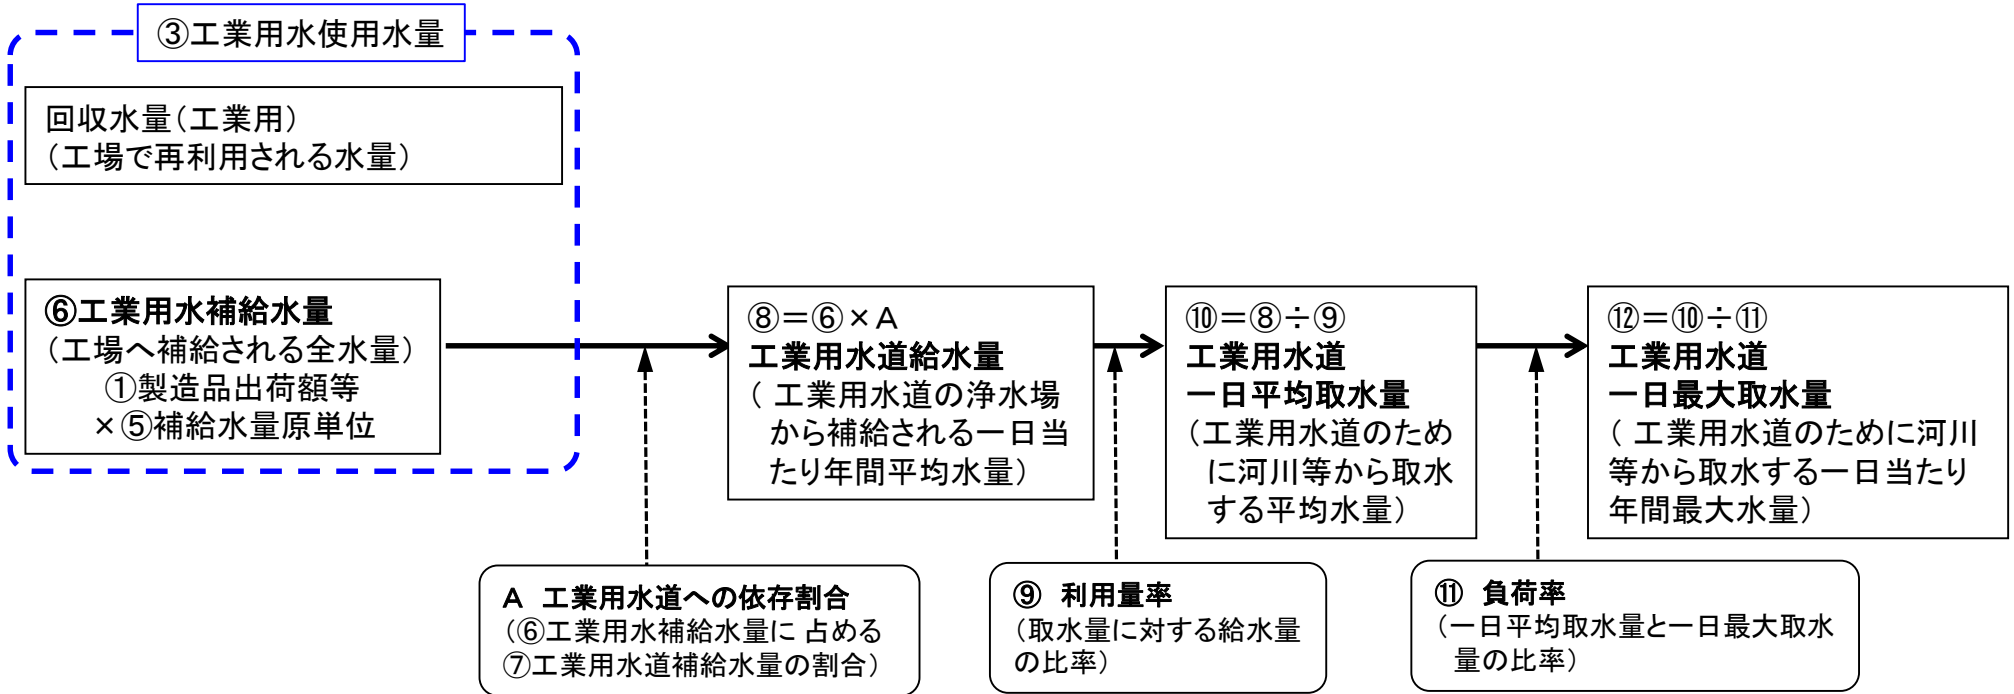 ③工業用水使用水量
回収水量(工業用)
(工場で再利用される水量)
⑥工業用水補給水量
(工場へ補給される全水量)
①製造品出荷額等
×⑤補給水量原単位
⑧=⑥×A
工業用水道給水量
( 工業用水道の浄水場
から補給される一日当
たり年間平均水量)
⑩=⑧÷⑨
工業用水道
一日平均取水量
(工業用水道のため
に河川等から取水
する平均水量)
⑫=⑩÷⑪
工業用水道
一日最大取水量
( 工業用水道のために河川
等から取水する一日当たり
年間最大水量)
A 工業用水道への依存割合
(⑥工業用水補給水量に 占める
⑦工業用水道補給水量の割合)
⑨ 利用量率
(取水量に対する給水量
の比率)
⑪ 負荷率
(一日平均取水量と一日最大取水
量の比率)